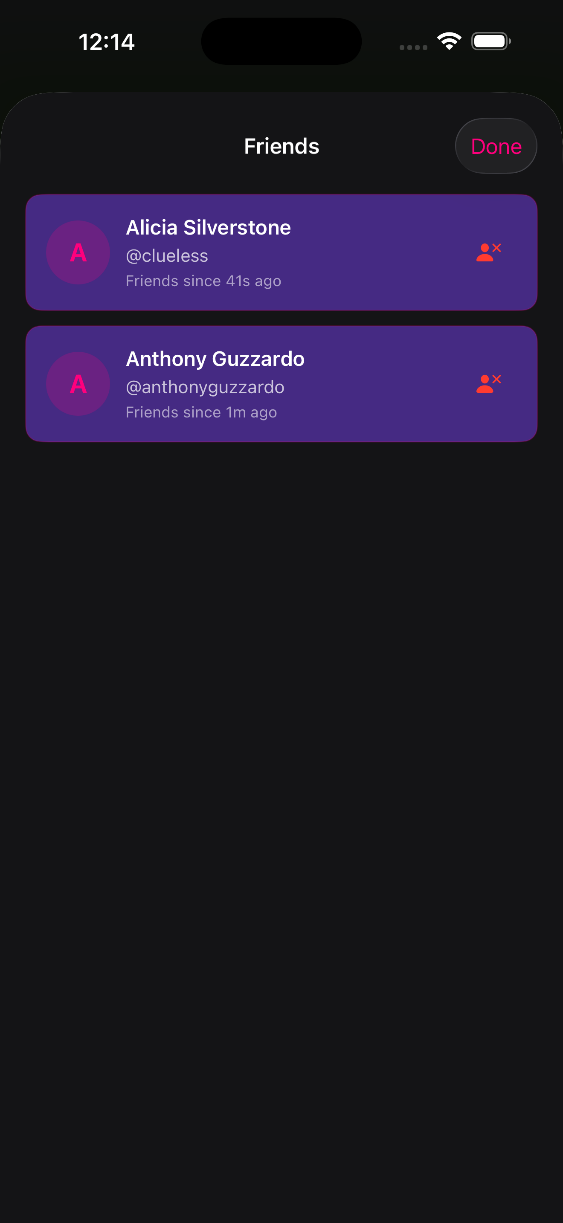 12:14
Friends
Done
A
Alicia Silverstone
@clueless
Friends since 41s ago
A
Anthony Guzzardo
@anthonyguzzardo
Friends since 1m ago